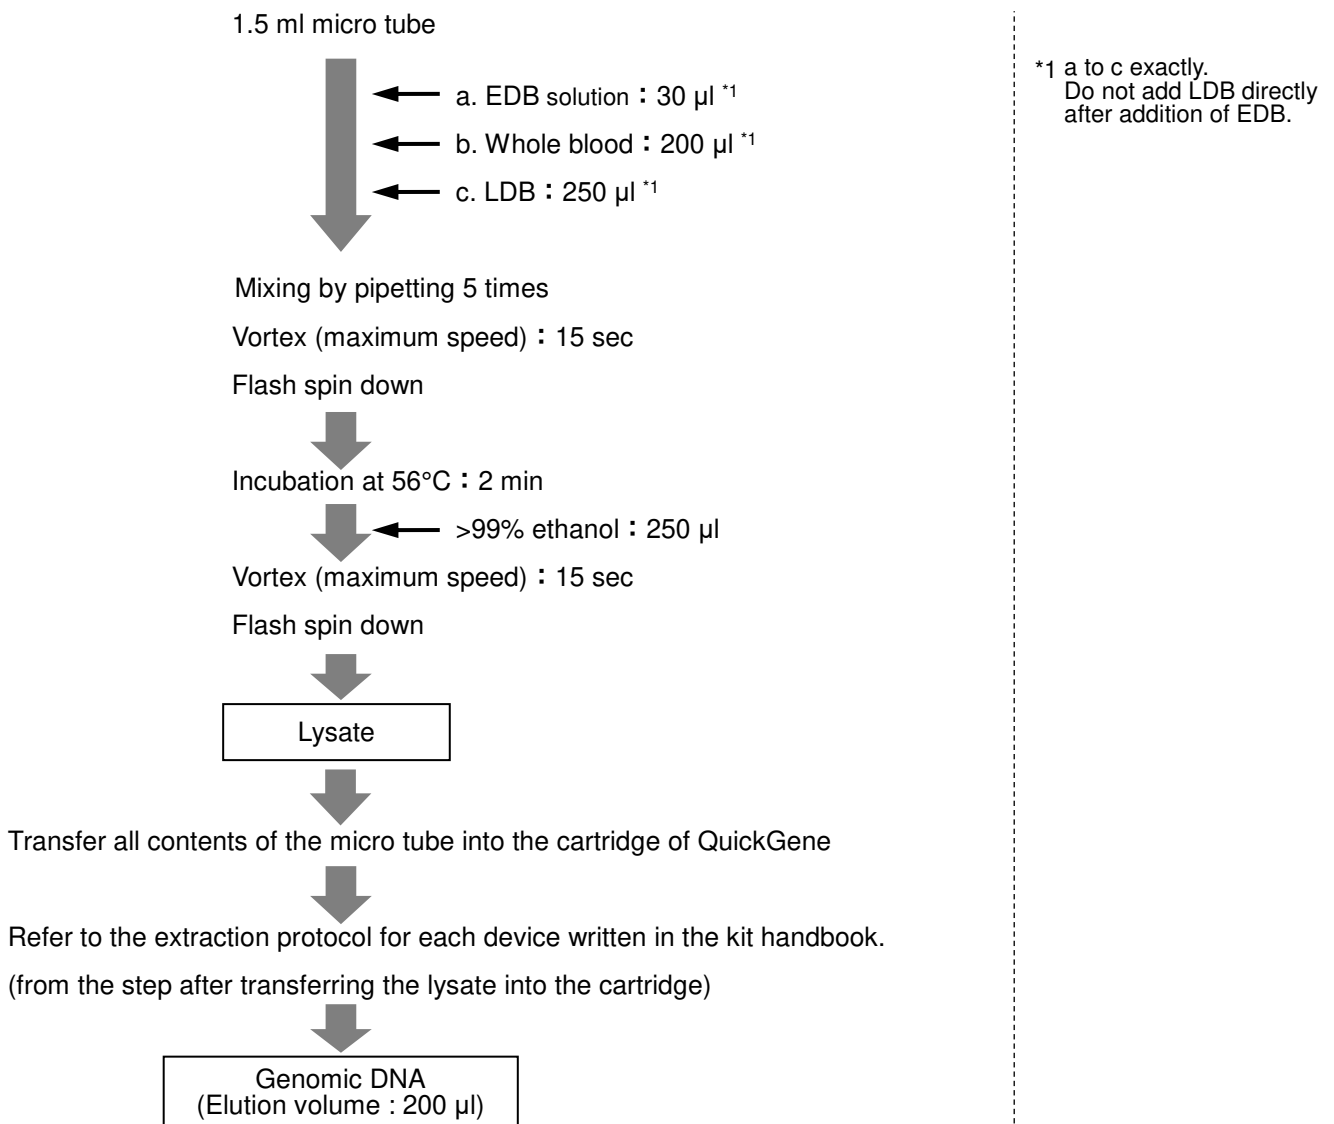 1.5 ml micro tube
a. EDB solution : 30 µl *1
b. Whole blood : 200 µl *1
c. LDB : 250 µl *1
*1 a to c exactly.
Do not add LDB directly
after addition of EDB.
Mixing by pipetting 5 times
Vortex (maximum speed) : 15 sec
Flash spin down
Incubation at 56°C : 2 min
>99% ethanol : 250 µl
Vortex (maximum speed) : 15 sec
Flash spin down
Lysate
Transfer all contents of the micro tube into the cartridge of QuickGene
Refer to the extraction protocol for each device written in the kit handbook.
(from the step after transferring the lysate into the cartridge)
Genomic DNA
(Elution volume : 200 µl)